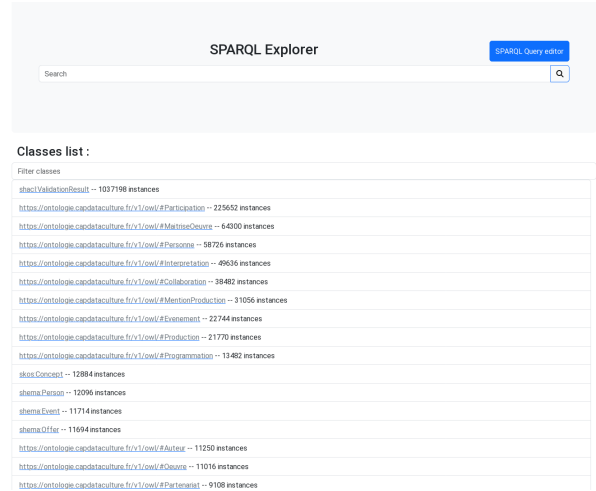 SPARQL Explorer
SPARQL Query editor
Search
Classes list :
Filter classes
shacl:ValidationResult -- 1037198 instances
https://ontologie.capdataculture.fr/v1/owl/#Participation -- 225652 instances
https://ontologie.capdataculture.fr/v1/owl/#MaitriseOeuvre -- 64300 instances
https://ontologie.capdataculture.fr/v1/owl/#Personne -- 58726 instances
https://ontologie.capdataculture.fr/v1/owl/#Interpretation -- 49636 instances
https://ontologie.capdataculture.fr/v1/owl/#Collaboration -- 38482 instances
https://ontologie.capdataculture.fr/v1/owl/#MentionProduction -- 31056 instances
https://ontologie.capdataculture.fr/v1/owl/#Evenement -- 22744 instances
https://ontologie.capdataculture.fr/v1/owl/#Production -- 21770 instances
https://ontologie.capdataculture.fr/v1/owl/#Programmation -- 13482 instances
skos:Concept -- 12884 instances
shema:Person -- 12096 instances
shema:Event -- 11714 instances
shema:Offer -- 11694 instances
https://ontologie.capdataculture.fr/v1/owl/#Auteur -- 11250 instances
https://ontologie.capdataculture.fr/v1/owl/#Oeuvre -- 11016 instances
https://ontologie.capdataculture.fr/v1/owl/#Partenariat -- 9108 instances